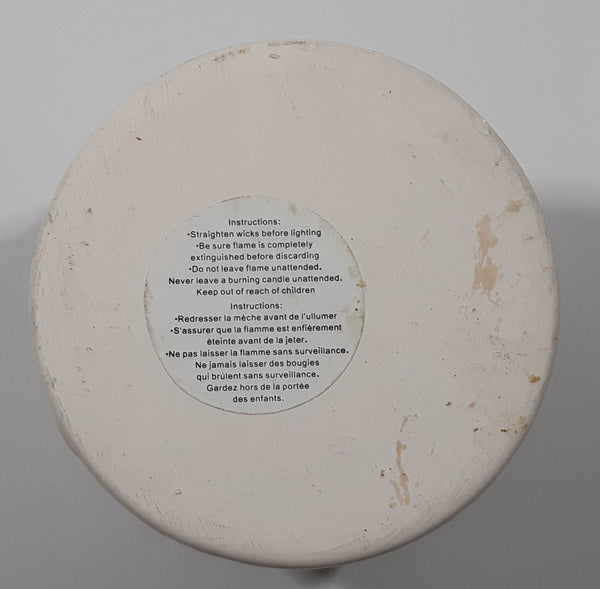 Instructions:
•Straighten wicks before lighting
•Be sure flame is completely
extinguished before discarding
•Do not leave flame unattended.
Never leave a burning candle unattended.
Keep out of reach of children
Instructions:
•Redresser la mèche avant de l'ullumer
•S'assurer que la flamme est enfièrement
éteinte avant de la jeter.
•Ne pas laisser la flamme sans surveillance.
Ne jamais laisser des bougies
qui brûlent sans surveillance.
Gardez hors de la portée
des enfants.